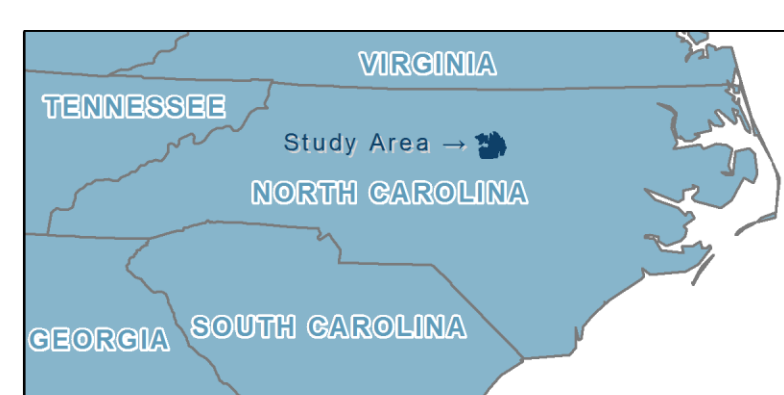 VIRGINIA
TENNESSEE
Study Area →
NORTH CAROLINA
SOUTH CAROLINA
GEORGIA